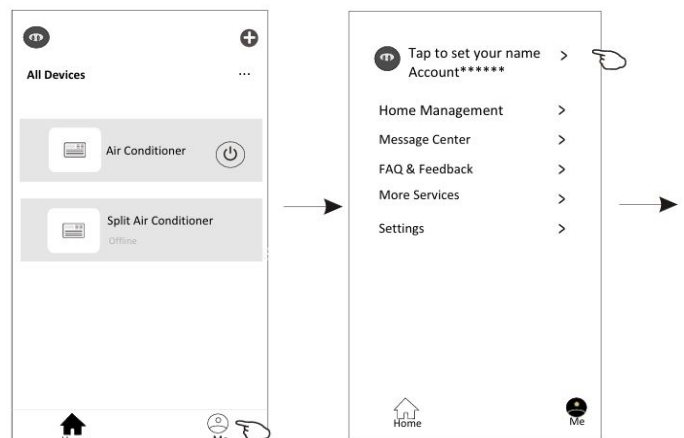 All Devices
...
Air Conditioner
Split Air Conditioner
Offline
Tap to set your name
Account******
Home Management
Message Center
FAQ & Feedback
More Services
Settings
Home
Me